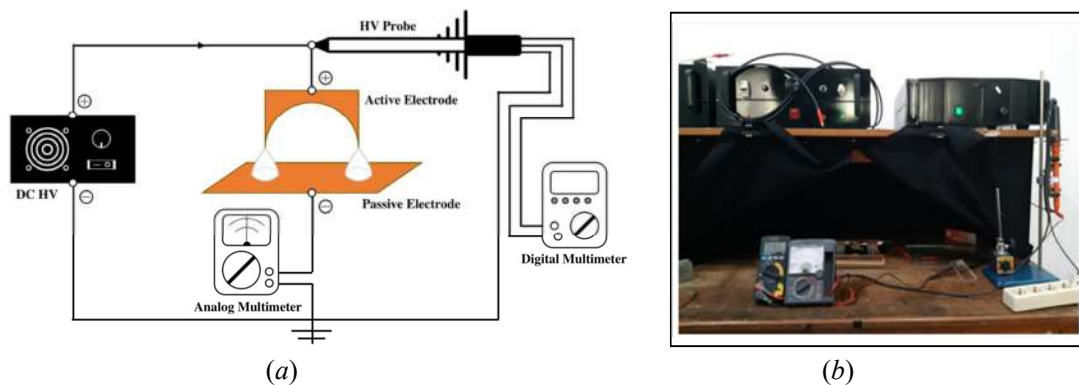 HV Probe
+
+
Active Electrode
DC HV
−
−
Passive Electrode
Analog Multimeter
Digital Multimeter
(a)
(b)